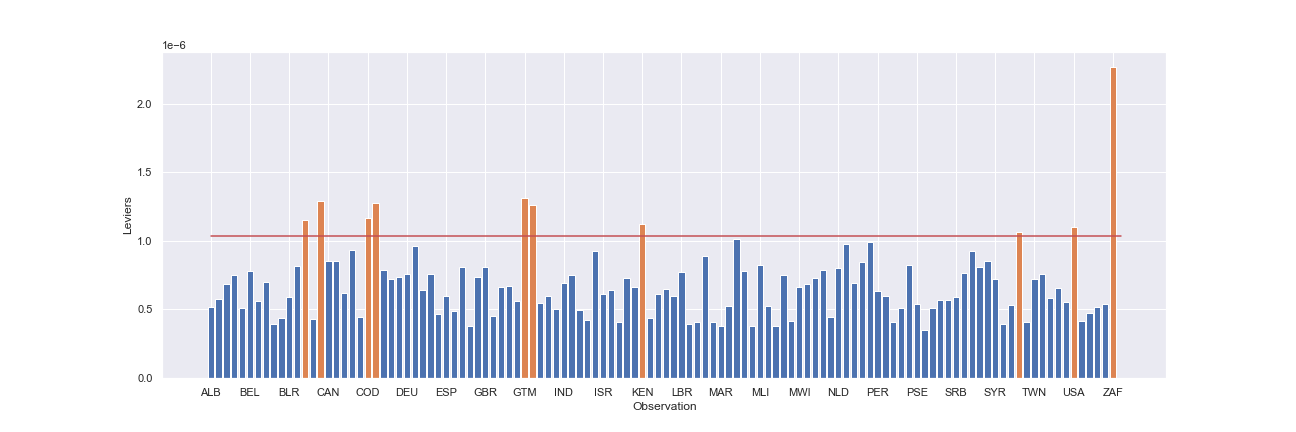 1e−6
2.0
1.5
1.0
0.5
0.0
Leviers
ALB BEL BLR CAN COD DEU ESP GBR GTM IND ISR KEN LBR MAR MLI MWI NLD PER PSE SRB SYR TWN USA ZAF
Observation